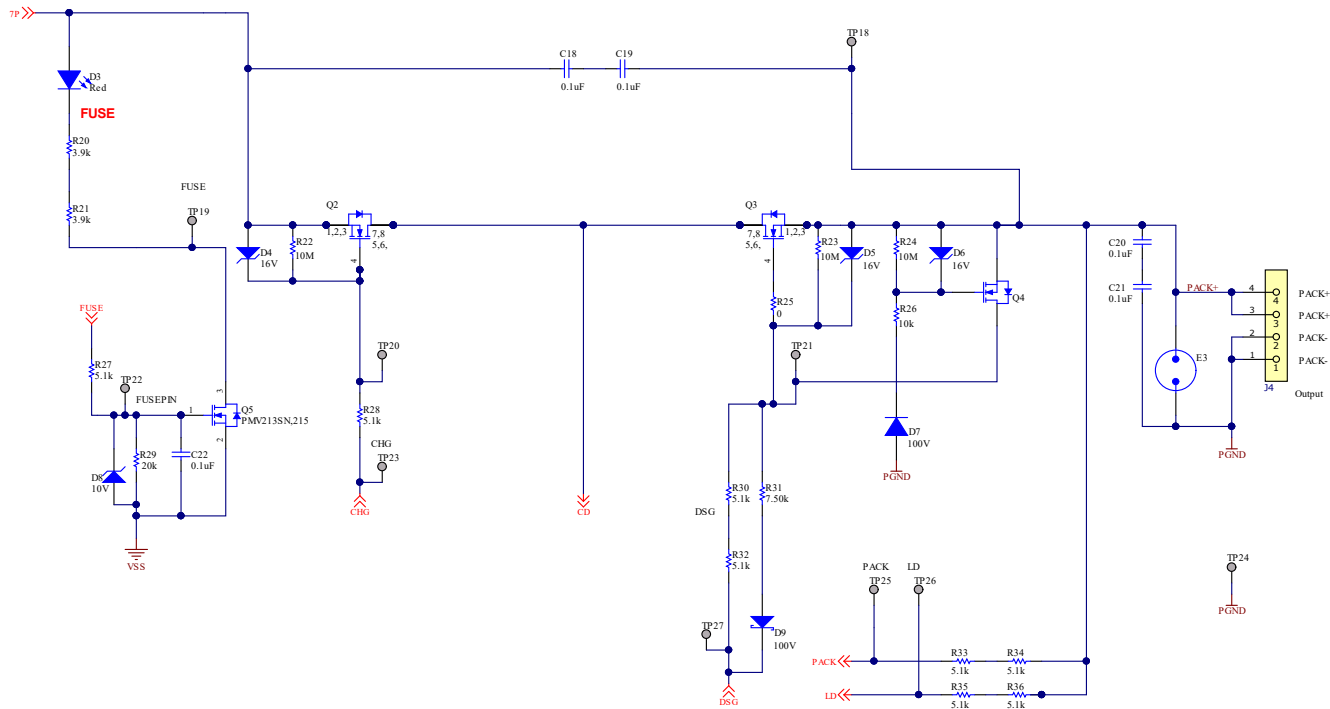 7P
D3
Red
FUSE
R20
3.9k
R21
3.9k
FUSE
TP19
C18
0.1uF
C19
0.1uF
TP18
Q2
1,2,3
7,8
5,6,
4
D4
16V
R22
10M
Q3
7,8
5,6,
1,2,3
4
R23
10M
D5
16V
R24
10M
D6
16V
Q4
R25
0
R26
10k
C20
0.1uF
C21
0.1uF
PACK+
4
4
PACK+
3
3
PACK+
2
2
PACK-
1
1
PACK-
J4
Output
E3
PGND
FUSE
R27
5.1k
TP22
FUSEPIN
1
3
2
Q5
PMV213SN,215
D8
10V
R29
20k
C22
0.1uF
VSS
TP20
R28
5.1k
CHG
TP23
CHG
CD
TP21
D7
100V
PGND
R30
5.1k
R31
7.50k
DSG
R32
5.1k
TP27
D9
100V
DSG
PACK
TP25
LD
TP26
PACK
R33
5.1k
R34
5.1k
LD
R35
5.1k
R36
5.1k
TP24
PGND